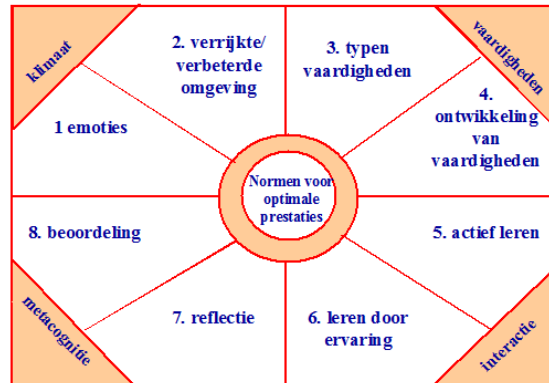 klimaat
2. verrijkte/
verbeterde
omgeving
3. typen
vaardigheden
vaardigheden
1 emoties
4.
ontwikkeling
van
vaardigheden
Normen voor
optimale
prestaties
8. beoordeling
5. actief leren
metacognitie
7. reflectie
6. leren door
ervaring
interactie